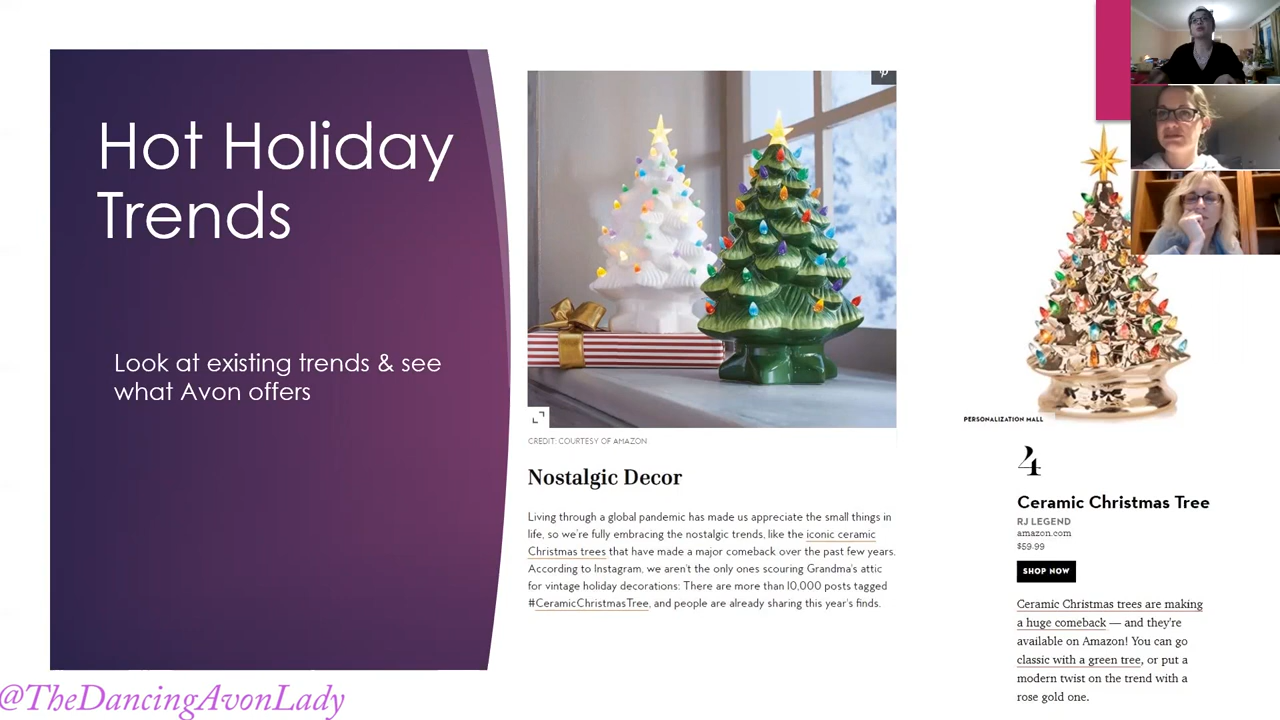 Hot Holiday
Trends
Look at existing trends & see
what Avon offers
CREDIT: COURTESY OF AMAZON
Nostalgic Decor
Living through a global pandemic has made us appreciate the small things in
life, so we're fully embracing the nostalgic trends, like the iconic ceramic
Christmas trees that have made a major comeback over the past few years.
According to Instagram, we aren't the only ones scouring Grandma's attic
for vintage holiday decorations: There are more than 10,000 posts tagged
#CeramicChristmasTree, and people are already sharing this year's finds.
PERSONALIZATION MALL
4
Ceramic Christmas Tree
RJ LEGEND
amazon.com
$59.99
SHOP NOW
Ceramic Christmas trees are making
a huge comeback — and they're
available on Amazon! You can go
classic with a green tree, or put a
modern twist on the trend with a
rose gold one.
@TheDancingAvonLady